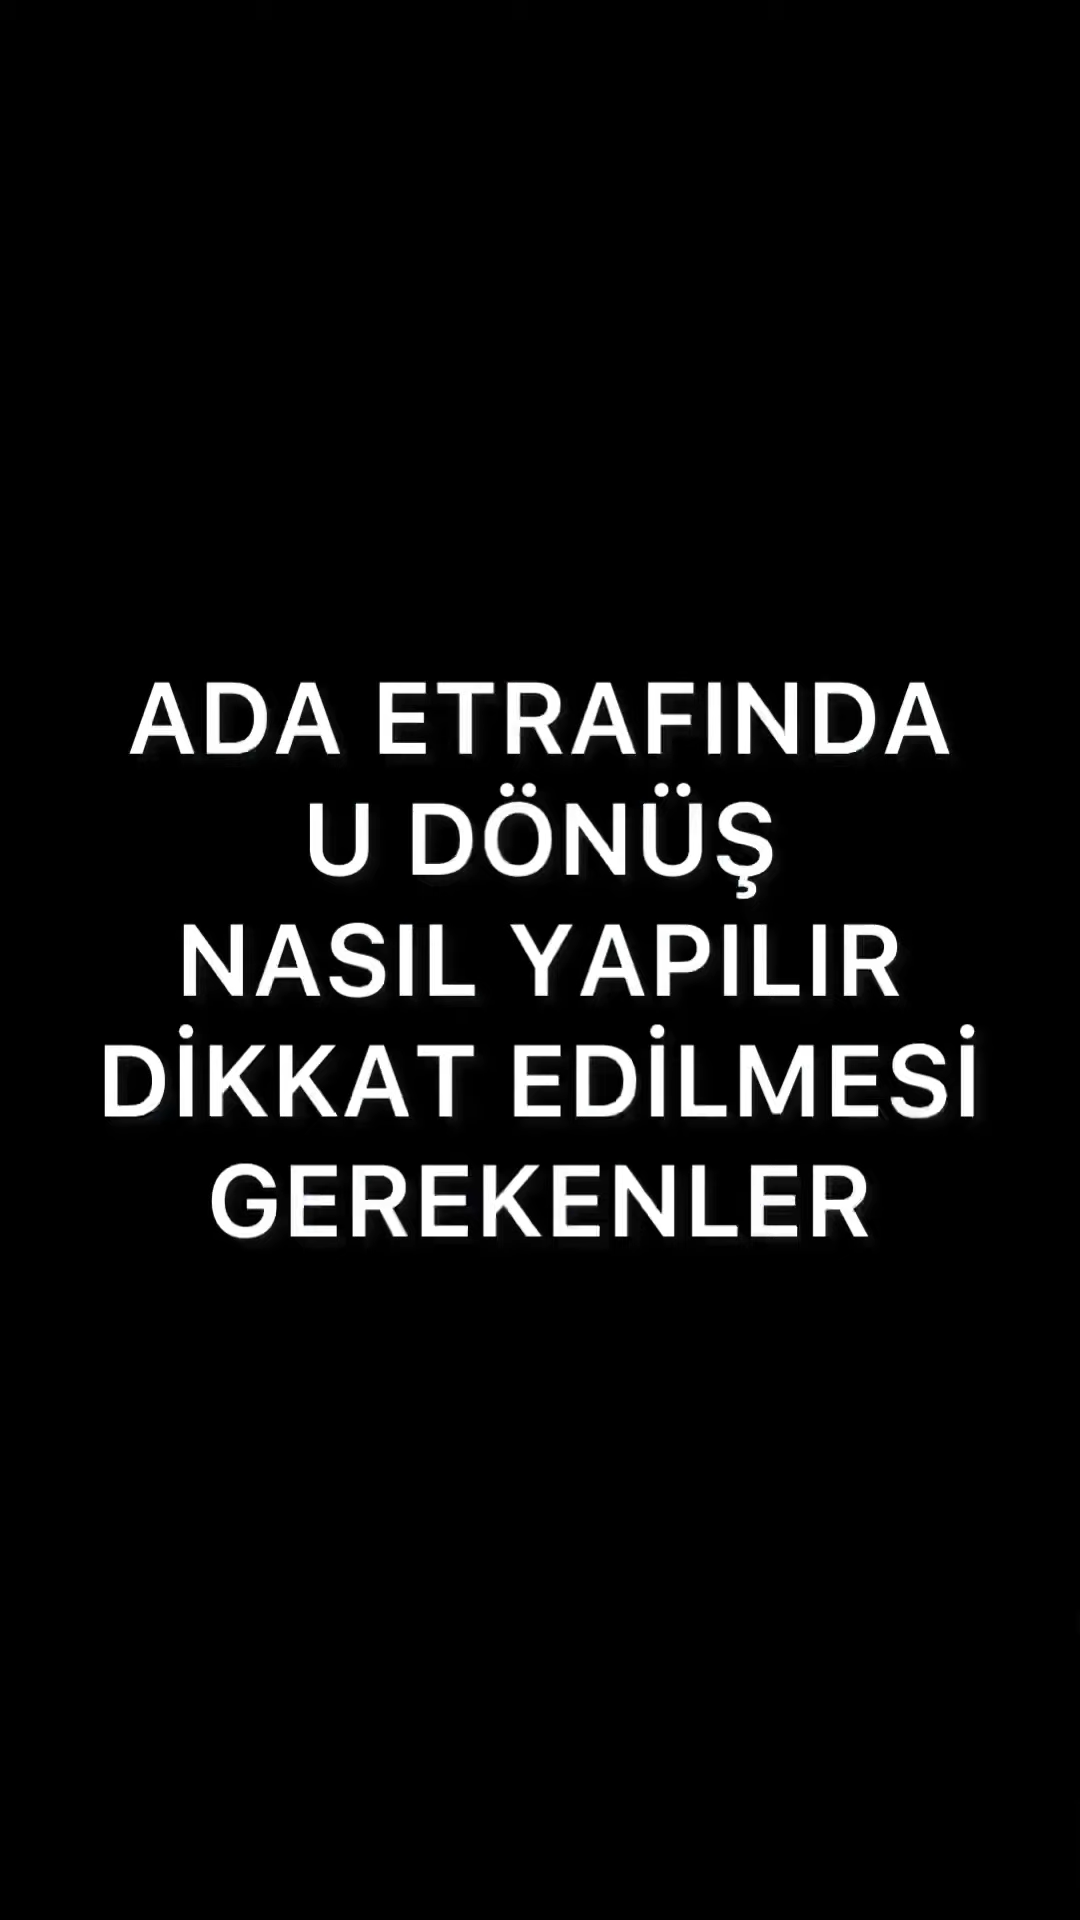 ADA ETRAFINDA
U DÖNÜŞ
NASIL YAPILIR
DİKKAT EDİLMESİ
GEREKENLER